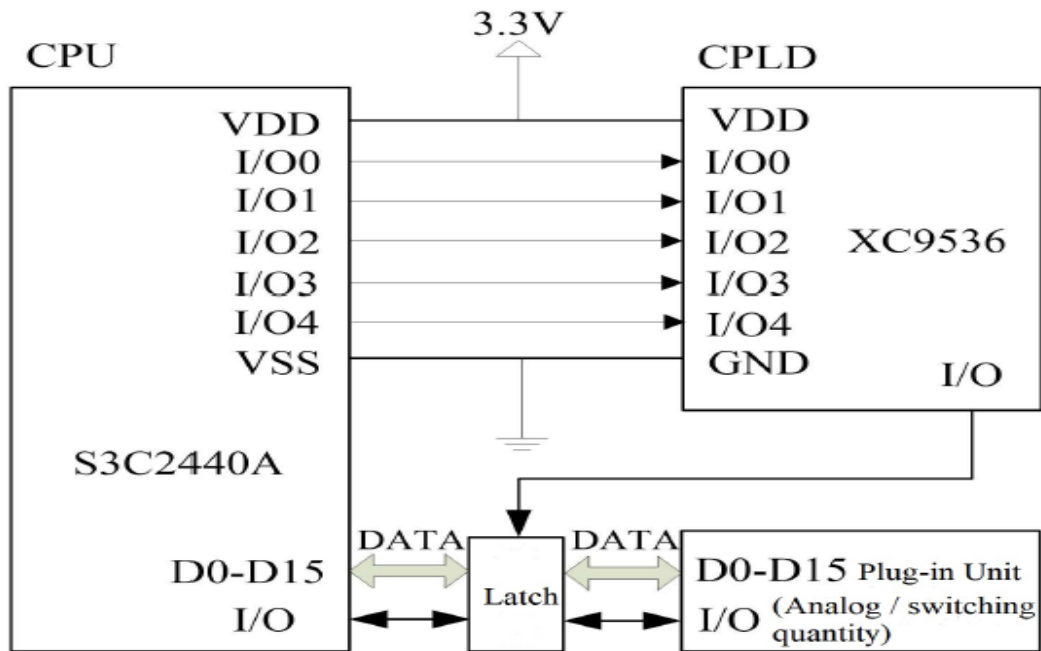 3.3V
CPU
CPLD
VDD
I/O0
I/O1
I/O2
I/O3
I/O4
VSS
S3C2440A
D0-D15
I/O
VDD
I/O0
I/O1
I/O2
I/O3
I/O4
GND
XC9536
I/O
DATA
Latch
DATA
D0-D15 Plug-in Unit
I/O (Analog / switching
quantity)